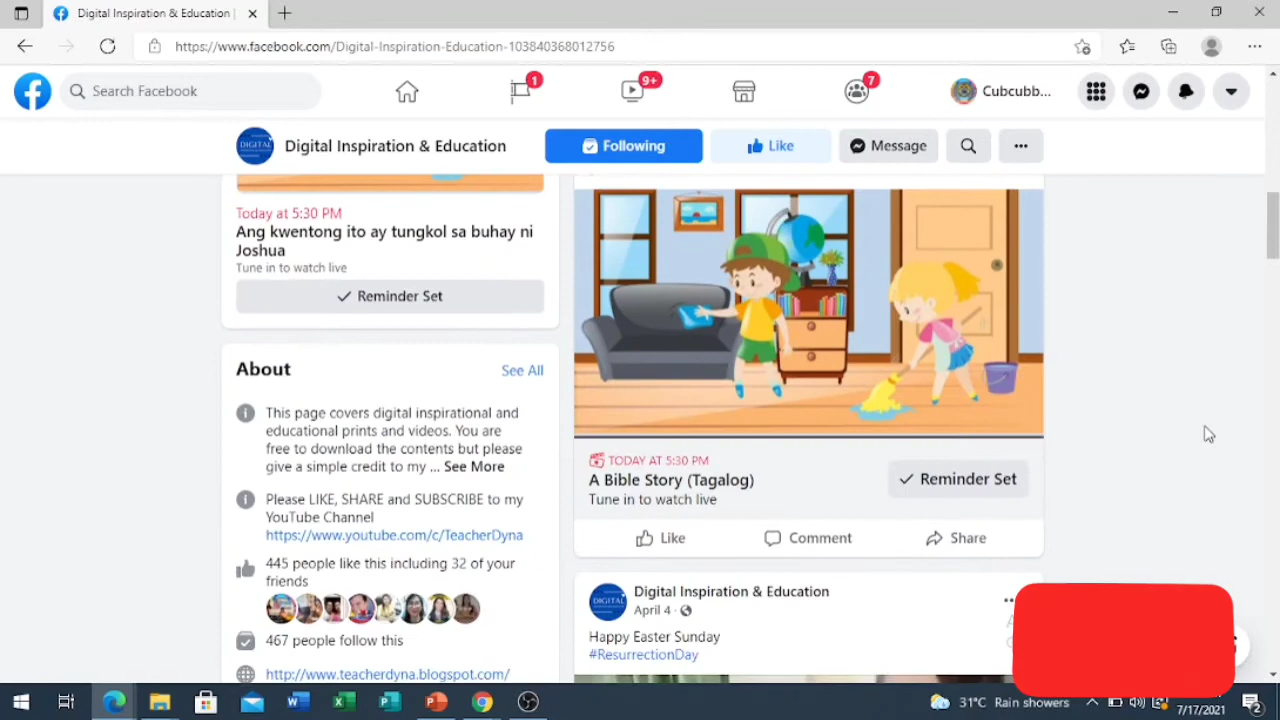 Digital Inspiration & Education |
https://www.facebook.com/Digital-Inspiration-Education-103840368012756
Search Facebook
1
9+
7
Cubcubb...
DIGITAL
Digital Inspiration & Education
Following
Like
Message
Today at 5:30 PM
Ang kwentong ito ay tungkol sa buhay ni
Joshua
Tune in to watch live
Reminder Set
About
See All
This page covers digital inspirational and
educational prints and videos. You are
free to download the contents but please
give a simple credit to my ... See More
Please LIKE, SHARE and SUBSCRIBE to my
YouTube Channel
https://www.youtube.com/c/TeacherDyna
445 people like this including 32 of your
friends
467 people follow this
http://www.teacherdyna.blogspot.com/
TODAY AT 5:30 PM
A Bible Story (Tagalog)
Tune in to watch live
Reminder Set
Like
Comment
Share
DIGITAL
Digital Inspiration & Education
April 4
Happy Easter Sunday
#ResurrectionDay
31°C Rain showers
7/17/2021
2